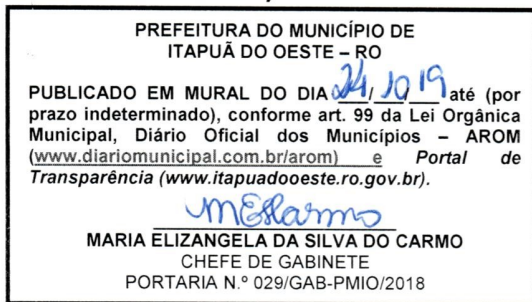 PREFEITURA DO MUNICÍPIO DE
ITAPUÃ DO OESTE – RO
PUBLICADO EM MURAL DO DIA 24/10/19 até (por
prazo indeterminado), conforme art. 99 da Lei Orgânica
Municipal, Diário Oficial dos Municípios – AROM
(www.diariomunicipal.com.br/arom) e Portal de
Transparência (www.itapuadooeste.ro.gov.br).
MESCarmo
MARIA ELIZANGELA DA SILVA DO CARMO
CHEFE DE GABINETE
PORTARIA N.º 029/GAB-PMIO/2018